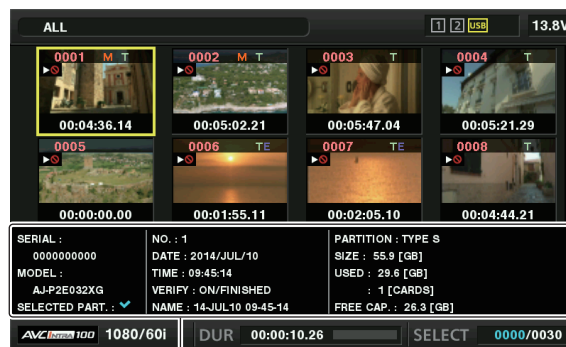 ALL
1 2 USB 13.8V
0001 M T
0002 M T
0003 T
0004 T
00:04:36.14
00:05:02.21
00:05:47.04
00:05:21.29
0005
0006 TE
0007 TE
0008 T
00:00:00.00
00:01:55.11
00:02:05.10
00:04:44.21
SERIAL :
0000000000
MODEL :
AJ-P2E032XG
SELECTED PART. :
NO. : 1
DATE : 2014/JUL/10
TIME : 09:45:14
VERIFY : ON/FINISHED
NAME : 14-JUL10 09-45-14
PARTITION : TYPE S
SIZE : 55.9 [GB]
USED : 29.6 [GB]
: 1 [CARDS]
FREE CAP. : 26.3 [GB]
AVC INTRA 100 1080/60i
DUR 00:00:10.26
SELECT 0000/0030